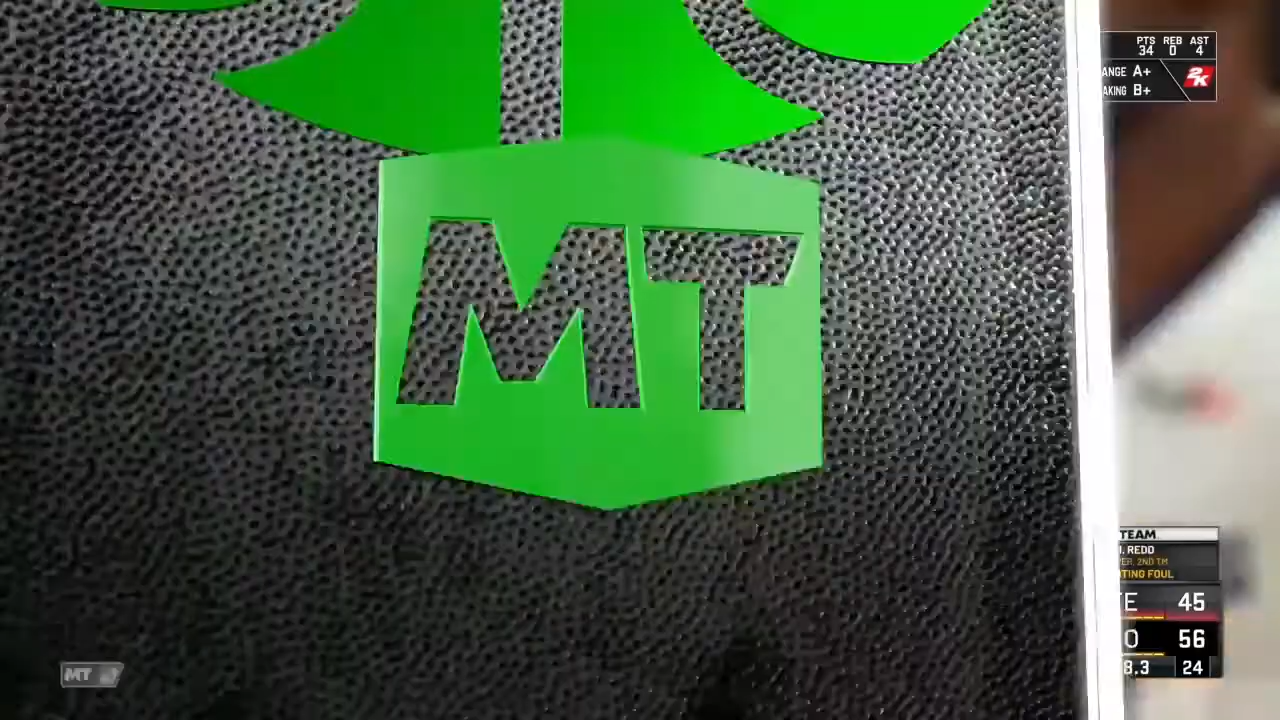 PTS REB AST
34 0 4
ANGE A+
AKING B+
2K
MT
TEAM
. REDD
ER, 2ND TM
TING FOUL
E 45
O 56
8.3 24
MT